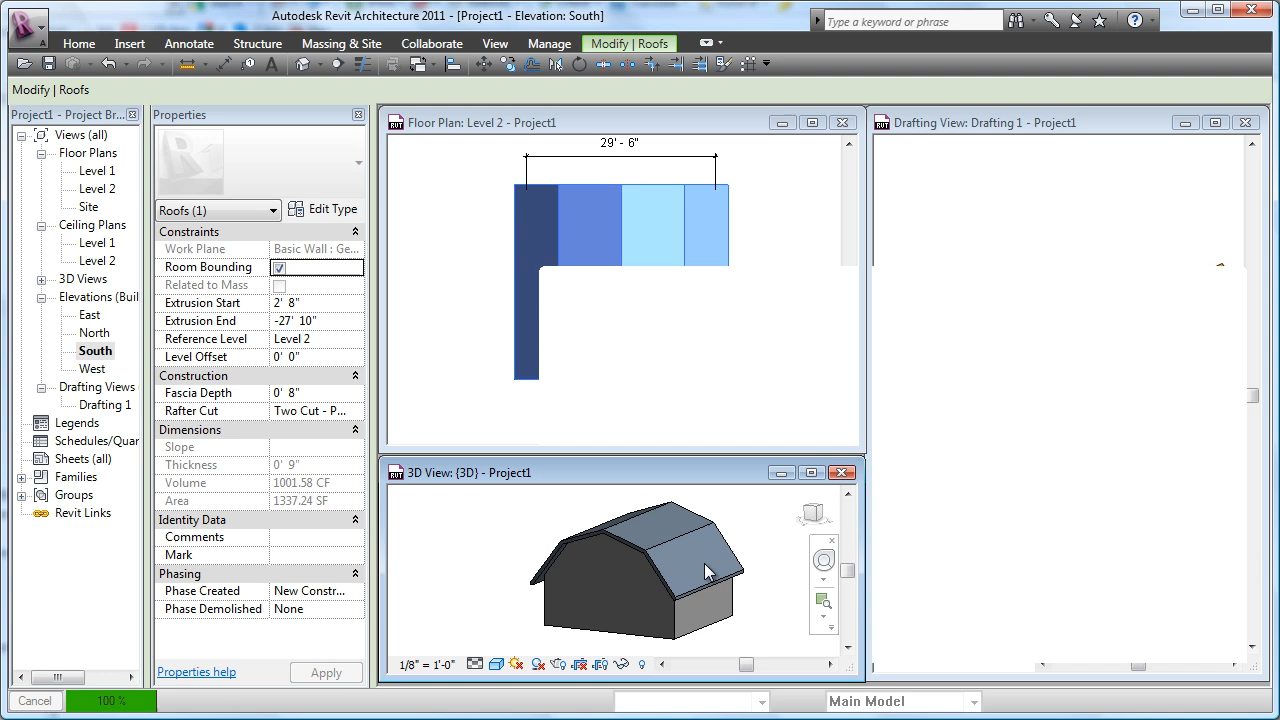 Autodesk Revit Architecture 2011 - [Project1 - Elevation: South]
Type a keyword or phrase
Home Insert Annotate Structure Massing & Site Collaborate View Manage Modify | Roofs
Modify | Roofs
Project1 - Project Br...
Views (all)
Floor Plans
Level 1
Level 2
Site
Ceiling Plans
Level 1
Level 2
3D Views
Elevations (Buil
East
North
South
West
Drafting Views
Drafting 1
Legends
Schedules/Quar
Sheets (all)
Families
Groups
Revit Links
Properties
Roofs (1)
Edit Type
Constraints
Work Plane Basic Wall : Ge...
Room Bounding
Related to Mass
Extrusion Start 2' 8"
Extrusion End -27' 10"
Reference Level Level 2
Level Offset 0' 0"
Construction
Fascia Depth 0' 8"
Rafter Cut Two Cut - P...
Dimensions
Slope
Thickness 0' 9"
Volume 1001.58 CF
Area 1337.24 SF
Identity Data
Comments
Mark
Phasing
Phase Created New Constr...
Phase Demolished None
Properties help
Apply
Floor Plan: Level 2 - Project1
29' - 6"
Drafting View: Drafting 1 - Project1
3D View: {3D} - Project1
1/8" = 1'-0"
Cancel
100 %
Main Model